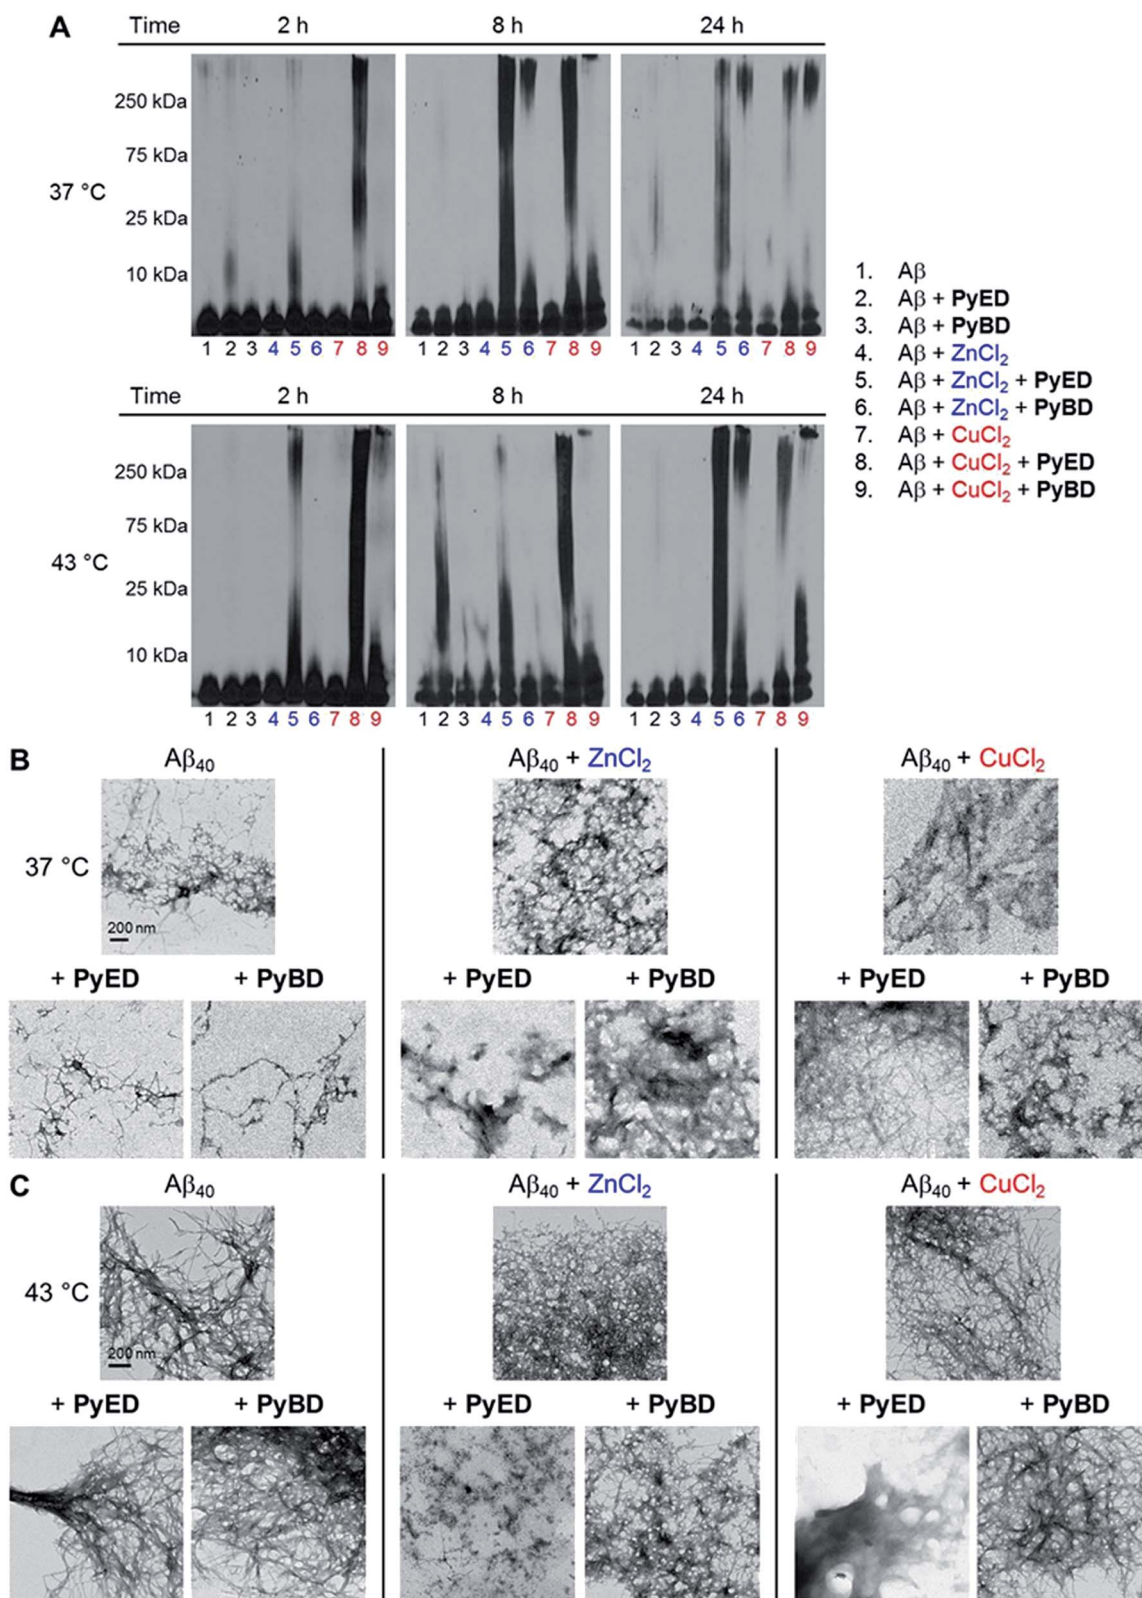 A
Time 2 h 8 h 24 h
37 °C
250 kDa
75 kDa
25 kDa
10 kDa
1 2 3 4 5 6 7 8 9 1 2 3 4 5 6 7 8 9 1 2 3 4 5 6 7 8 9
Time 2 h 8 h 24 h
43 °C
250 kDa
75 kDa
25 kDa
10 kDa
1 2 3 4 5 6 7 8 9 1 2 3 4 5 6 7 8 9 1 2 3 4 5 6 7 8 9
1. Aβ
2. Aβ + PyED
3. Aβ + PyBD
4. Aβ + ZnCl₂
5. Aβ + ZnCl₂ + PyED
6. Aβ + ZnCl₂ + PyBD
7. Aβ + CuCl₂
8. Aβ + CuCl₂ + PyED
9. Aβ + CuCl₂ + PyBD
B
Aβ₄₀ Aβ₄₀ + ZnCl₂ Aβ₄₀ + CuCl₂
37 °C
200 nm
+ PyED + PyBD + PyED + PyBD + PyED + PyBD
C
Aβ₄₀ Aβ₄₀ + ZnCl₂ Aβ₄₀ + CuCl₂
43 °C
200 nm
+ PyED + PyBD + PyED + PyBD + PyED + PyBD